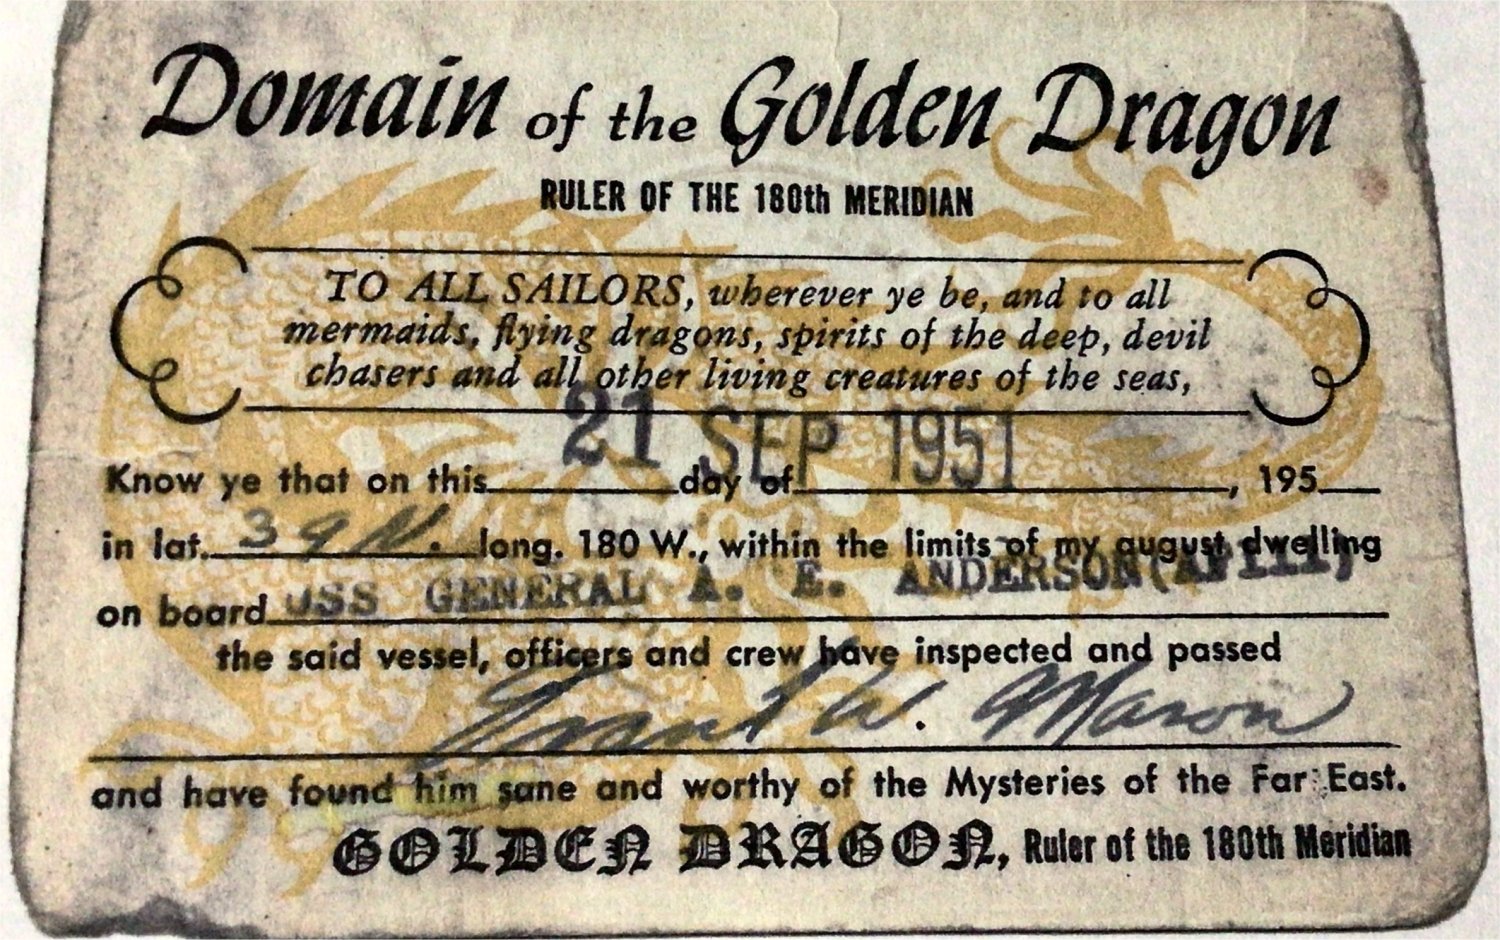 Domain of the Golden Dragon
RULER OF THE 180th MERIDIAN
TO ALL SAILORS, wherever ye be, and to all
mermaids, flying dragons, spirits of the deep, devil
chasers and all other living creatures of the seas,
21 SEP 1951
Know ye that on this day of , 195
in lat. 39 N. long. 180 W., within the limits of my august dwelling
on board USS GENERAL A. E. ANDERSON (AP111)
the said vessel, officers and crew have inspected and passed
Grant W. Mason
and have found him sane and worthy of the Mysteries of the Far East.
GOLDEN DRAGON, Ruler of the 180th Meridian